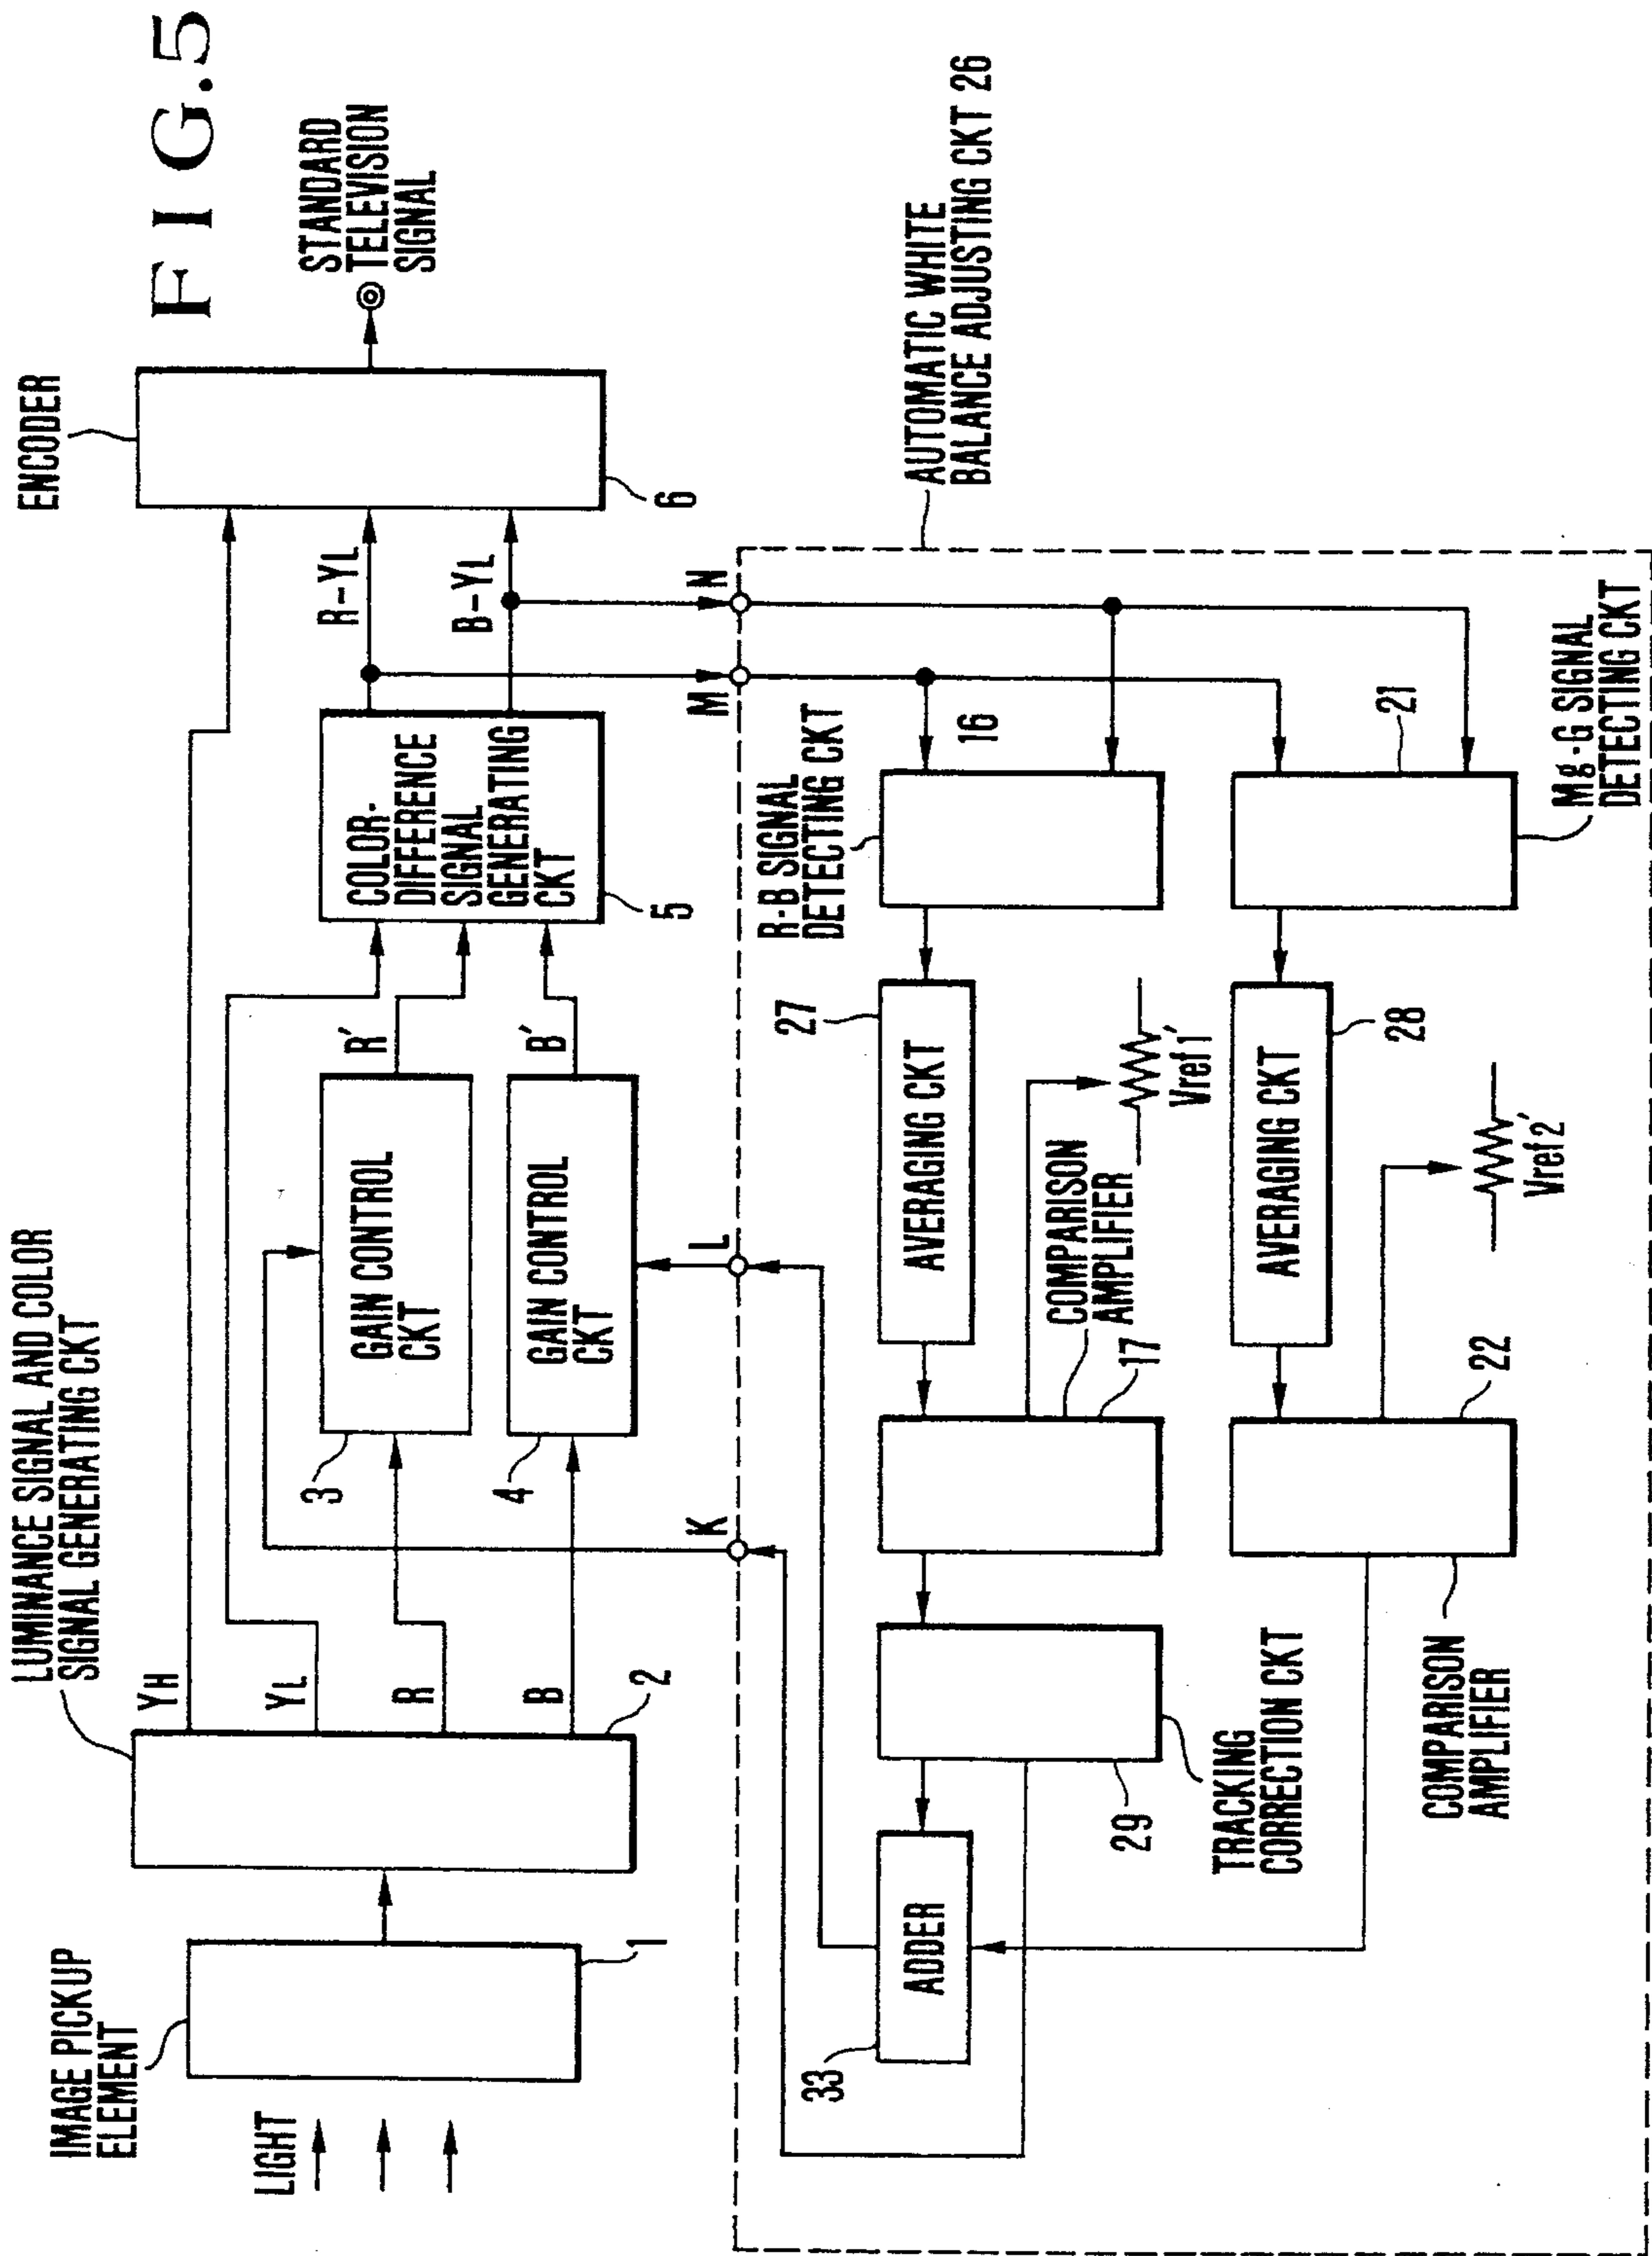 F I G.5
LUMINANCE SIGNAL AND COLOR
SIGNAL GENERATING CKT
ENCODER
IMAGE PICKUP
ELEMENT
LIGHT
1
2
YH
YL
R
B
3
GAIN CONTROL
CKT
4
GAIN CONTROL
CKT
R′
B′
COLOR-
DIFFERENCE
SIGNAL
GENERATING
CKT
5
R-YL
B-YL
6
STANDARD
TELEVISION
SIGNAL
K
L
M
N
AUTOMATIC WHITE
BALANCE ADJUSTING CKT 26
33
ADDER
29
TRACKING
CORRECTION CKT
COMPARISON
AMPLIFIER
17
Vref1′
27
AVERAGING CKT
R-B SIGNAL
DETECTING CKT
16
COMPARISON
AMPLIFIER
22
Vref2′
AVERAGING CKT
28
21
Mg-G SIGNAL
DETECTING CKT